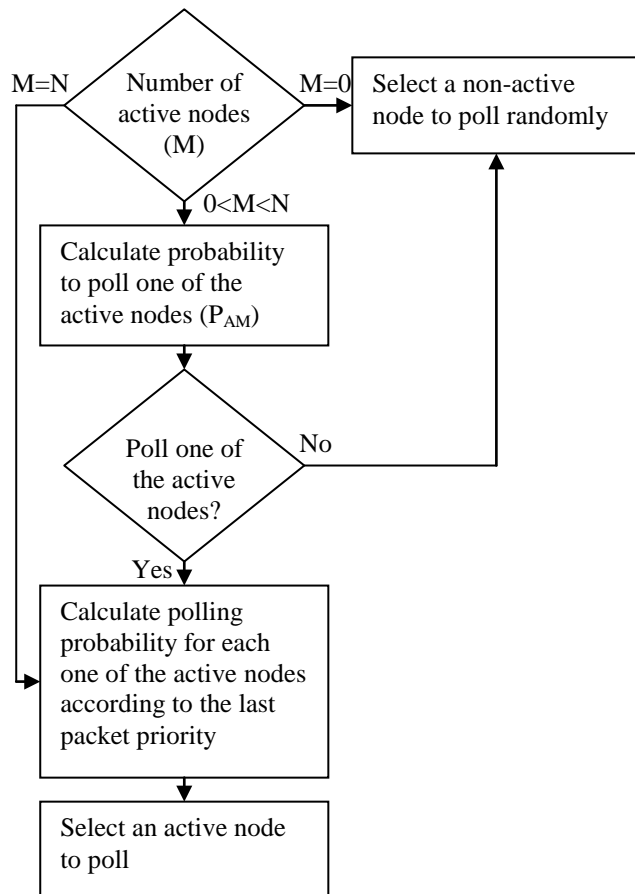 M=N
Number of
active nodes
(M)
M=0
Select a non-active
node to poll randomly
0<M<N
Calculate probability
to poll one of the
active nodes (P_AM)
Poll one of
the active
nodes?
No
Yes
Calculate polling
probability for each
one of the active nodes
according to the last
packet priority
Select an active node
to poll